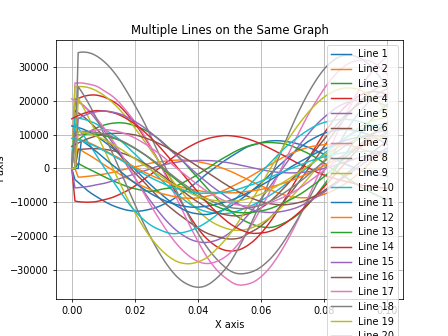 Multiple Lines on the Same Graph
30000
20000
10000
0
−10000
−20000
−30000
0.00
0.02
0.04
0.06
X axis
Line 1
Line 2
Line 3
Line 4
Line 5
Line 6
Line 7
Line 8
Line 9
Line 10
Line 11
Line 12
Line 13
Line 14
Line 15
Line 16
Line 17
Line 18
Line 19
Line 20